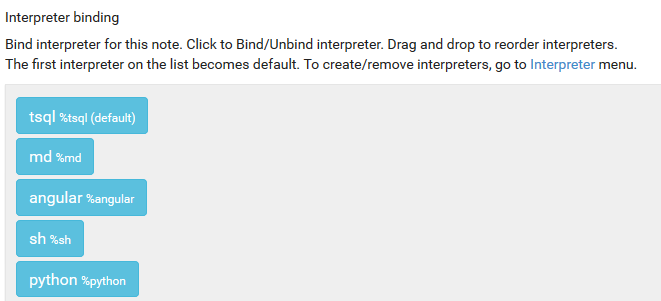 Interpreter binding
Bind interpreter for this note. Click to Bind/Unbind interpreter. Drag and drop to reorder interpreters.
The first interpreter on the list becomes default. To create/remove interpreters, go to Interpreter menu.
tsql %tsql (default)
md %md
angular %angular
sh %sh
python %python